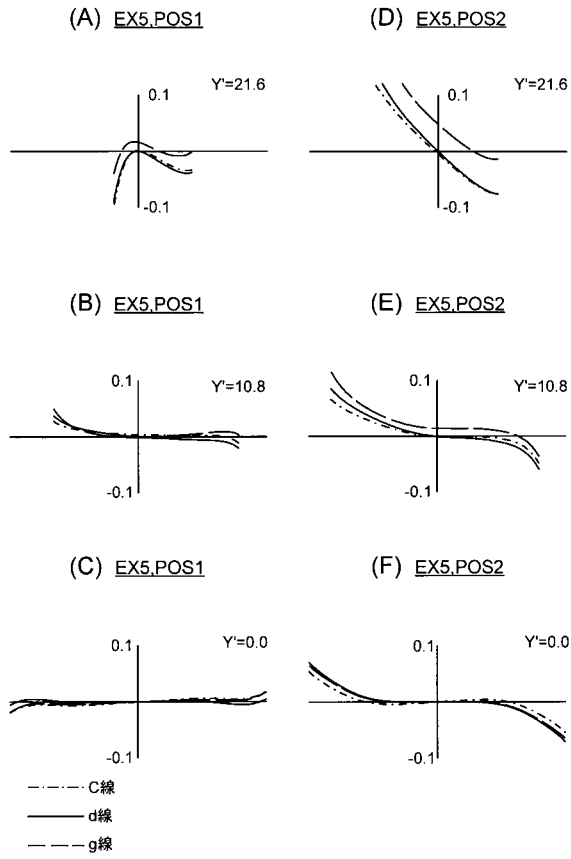 (A) EX5,POS1
0.1
Y'=21.6
-0.1
(D) EX5,POS2
0.1
Y'=21.6
-0.1
(B) EX5,POS1
0.1
Y'=10.8
-0.1
(E) EX5,POS2
0.1
Y'=10.8
-0.1
(C) EX5,POS1
0.1
Y'=0.0
-0.1
(F) EX5,POS2
0.1
Y'=0.0
-0.1
C線
d線
g線